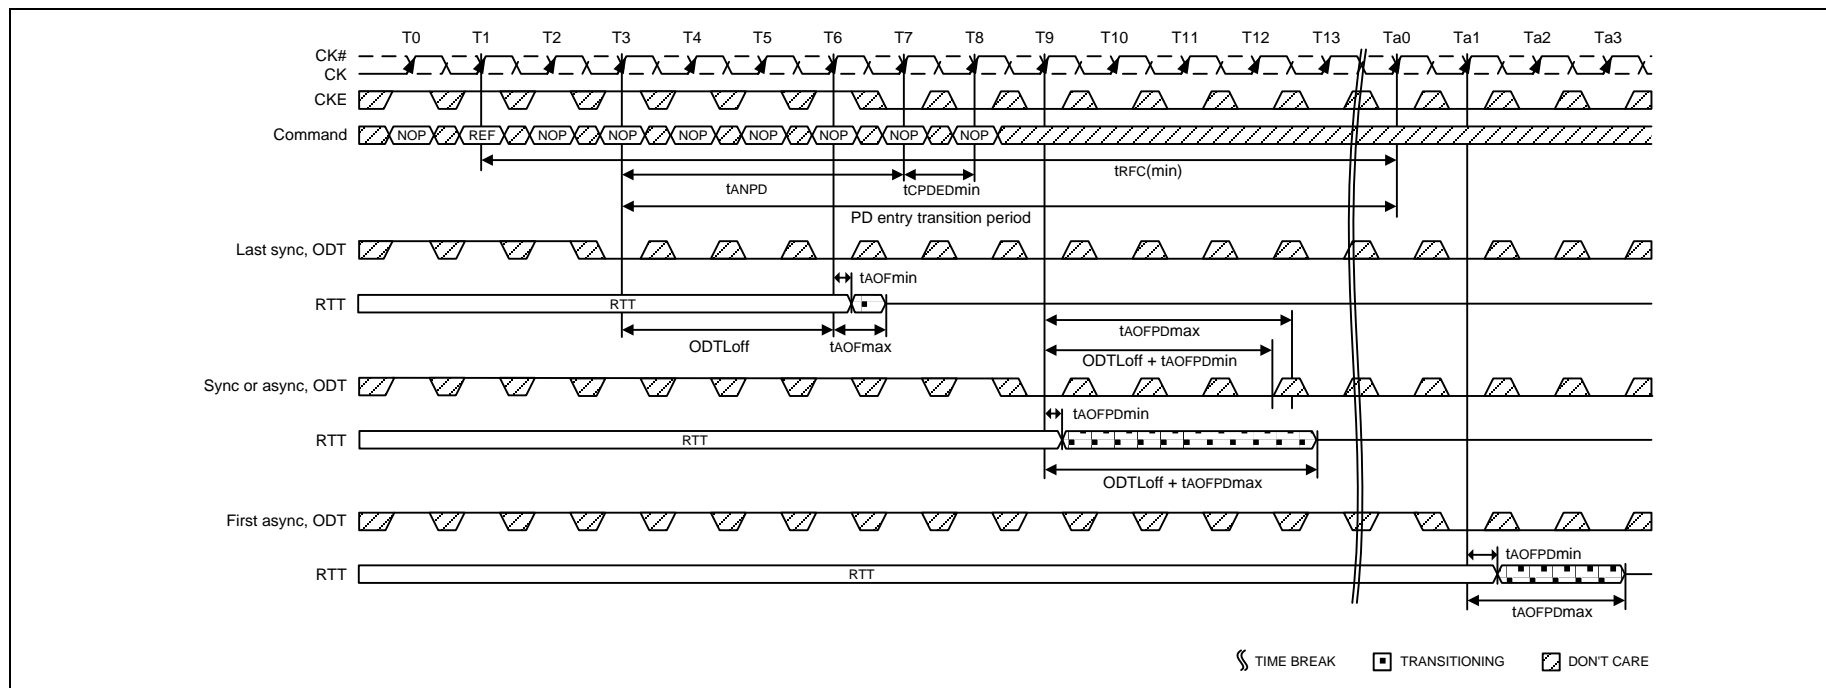 T0 T1 T2 T3 T4 T5 T6 T7 T8 T9 T10 T11 T12 T13 Ta0 Ta1 Ta2 Ta3
CK#
CK
CKE
Command NOP REF NOP NOP NOP NOP NOP NOP NOP
tRFC(min)
tANPD tCPDEDmin
PD entry transition period
Last sync, ODT
tAOFmin
RTT RTT
tAOFPDmax
ODTLoff tAOFmax
ODTLoff + tAOFPDmin
Sync or async, ODT
tAOFPDmin
RTT RTT
ODTLoff + tAOFPDmax
First async, ODT
tAOFPDmin
RTT RTT
tAOFPDmax
TIME BREAK TRANSITIONING DON'T CARE